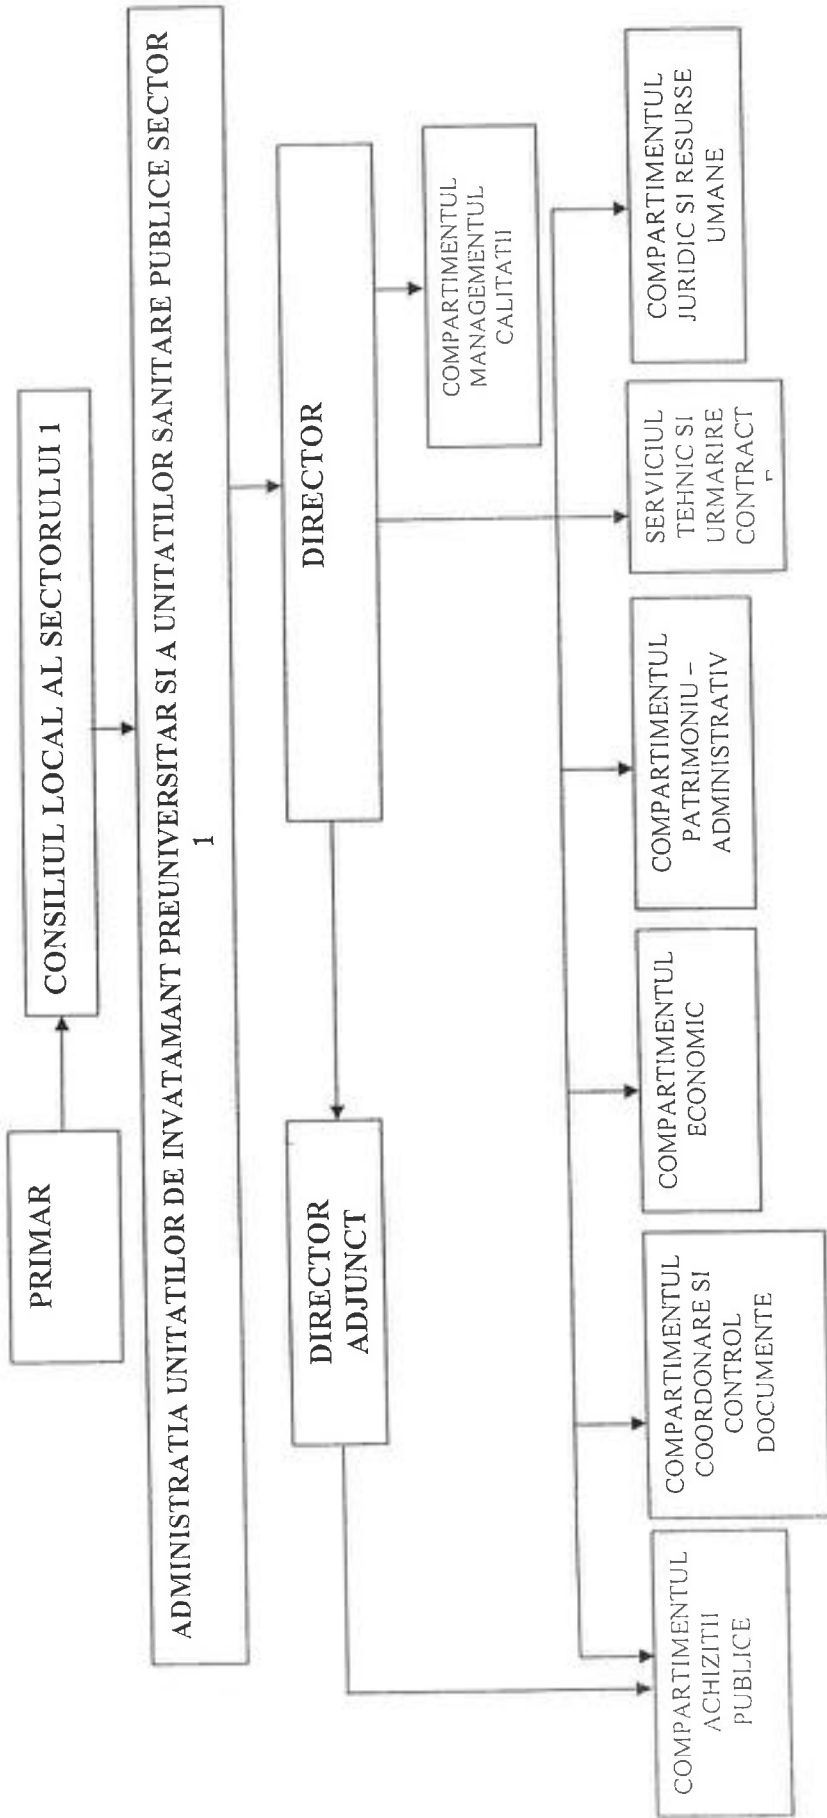 PRIMAR
CONSILIUL LOCAL AL SECTORULUI 1
ADMINISTRATIA UNITATILOR DE INVATAMANT PREUNIVERSITAR SI A UNITATILOR SANITARE PUBLICE SECTOR
1
DIRECTOR
ADJUNCT
DIRECTOR
COMPARTIMENTUL
MANAGEMENTUL
CALITATII
COMPARTIMENTUL
ACHIZITII
PUBLICE
COMPARTIMENTUL
COORDONARE SI
CONTROL
DOCUMENTE
COMPARTIMENTUL
ECONOMIC
COMPARTIMENTUL
PATRIMONIU –
ADMINISTRATIV
SERVICIUL
TEHNIC SI
URMARIRE
CONTRACT
COMPARTIMENTUL
JURIDIC SI RESURSE
UMANE